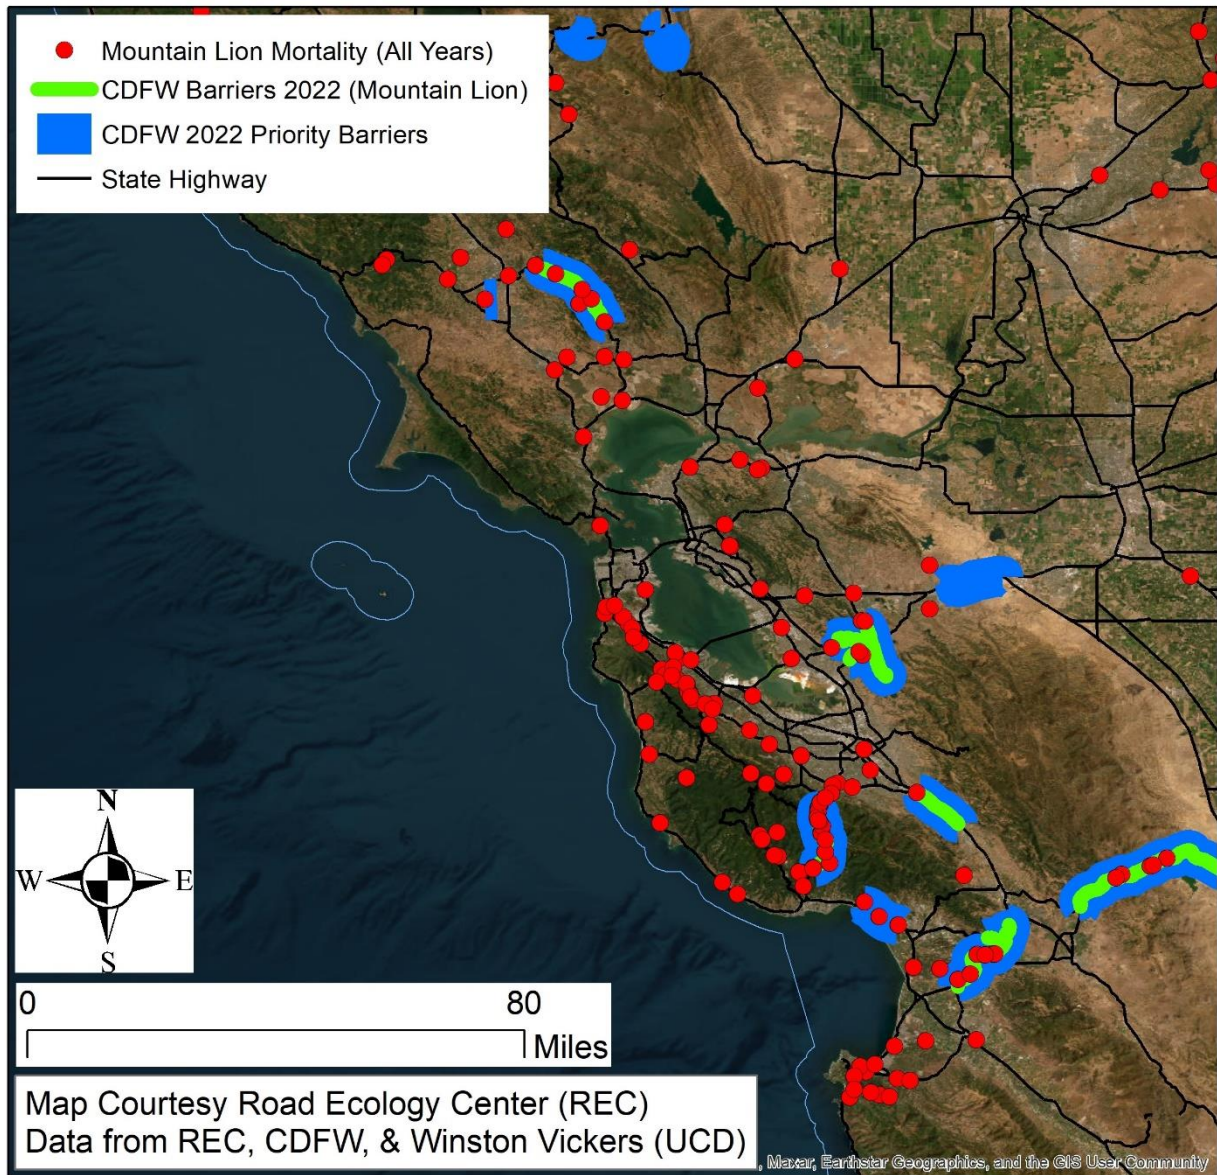 Mountain Lion Mortality (All Years)
CDFW Barriers 2022 (Mountain Lion)
CDFW 2022 Priority Barriers
State Highway
N
W E
S
0 80
Miles
Map Courtesy Road Ecology Center (REC)
Data from REC, CDFW, & Winston Vickers (UCD)
, Maxar, Earthstar Geographics, and the GIS User Community